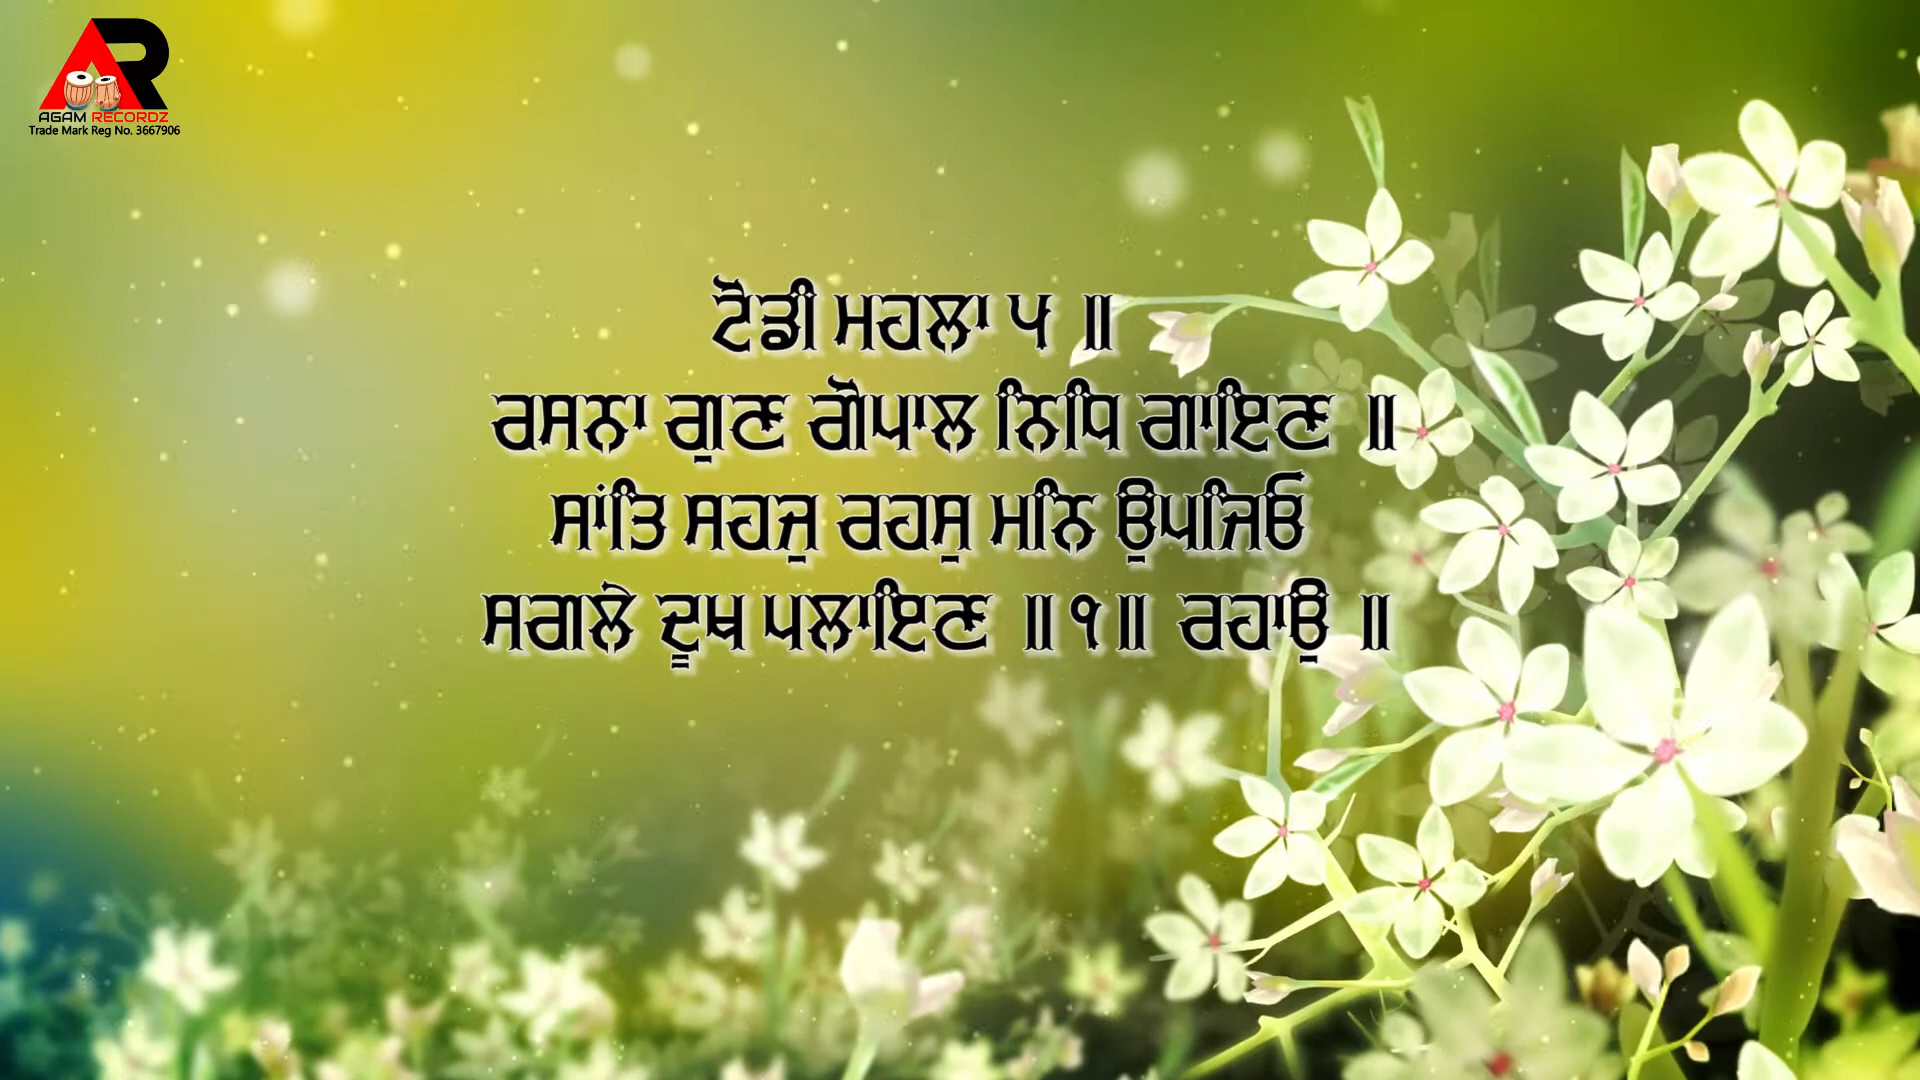 AGAM RECORDZ
Trade Mark Reg No. 3667906
ਟੋਡੀ ਮਹਲਾ ੫ ॥
ਰਸਨਾ ਗੁਣ ਗੋਪਾਲ ਨਿਧਿ ਗਾਇਣ ॥
ਸਾਂਤਿ ਸਹਜੁ ਰਹਸੁ ਮਨਿ ਉਪਜਿਓ
ਸਗਲੇ ਦੂਖ ਪਲਾਇਣ ॥੧॥ ਰਹਾਉ ॥